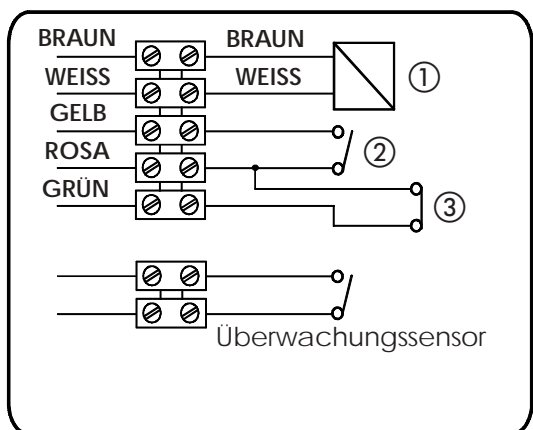 BRAUN BRAUN
WEISS WEISS ①
GELB
ROSA ②
GRÜN ③
Überwachungssensor